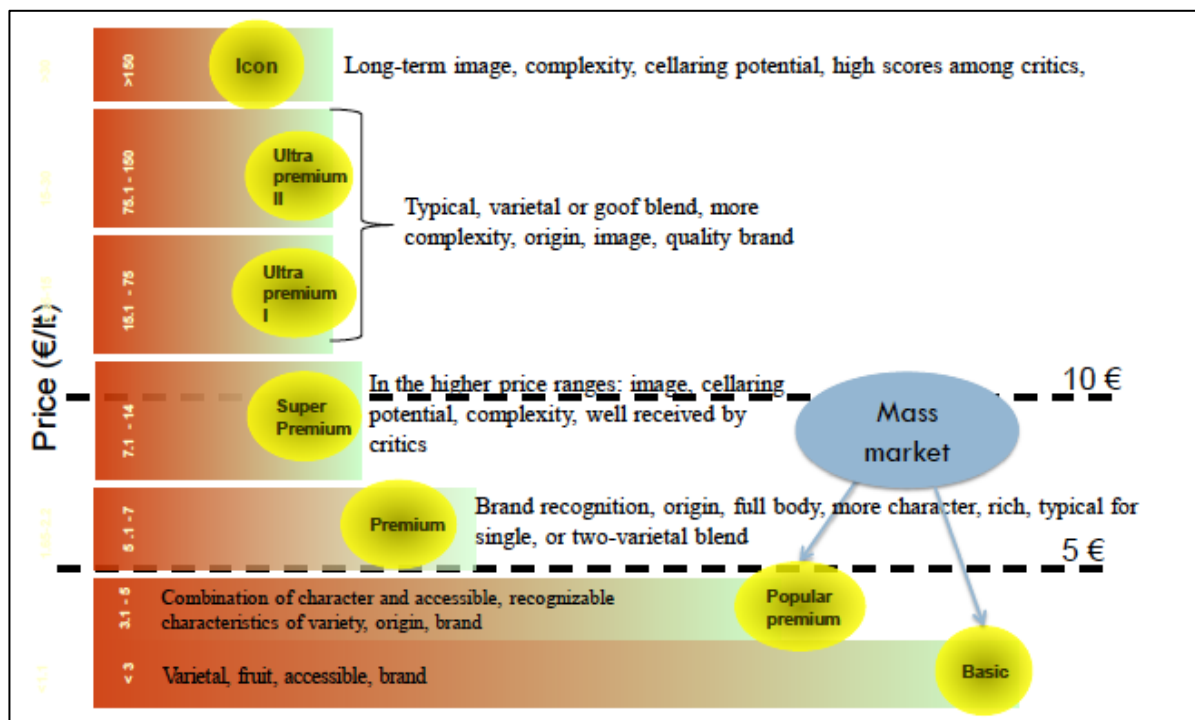 >150
Icon
Long-term image, complexity, cellaring potential, high scores among critics,
75.1 - 150
Ultra
premium
II
Typical, varietal or goof blend, more
complexity, origin, image, quality brand
15.1 - 75
Ultra
premium
I
Price (€/lt)
10 €
In the higher price ranges: image, cellaring
potential, complexity, well received by
critics
7.1 - 14
Super
Premium
Mass
market
5 .1 - 7
Premium
Brand recognition, origin, full body, more character, rich, typical for
single, or two-varietal blend
5 €
3.1 - 5
Combination of character and accessible, recognizable
characteristics of variety, origin, brand
Popular
premium
< 3
Varietal, fruit, accessible, brand
Basic